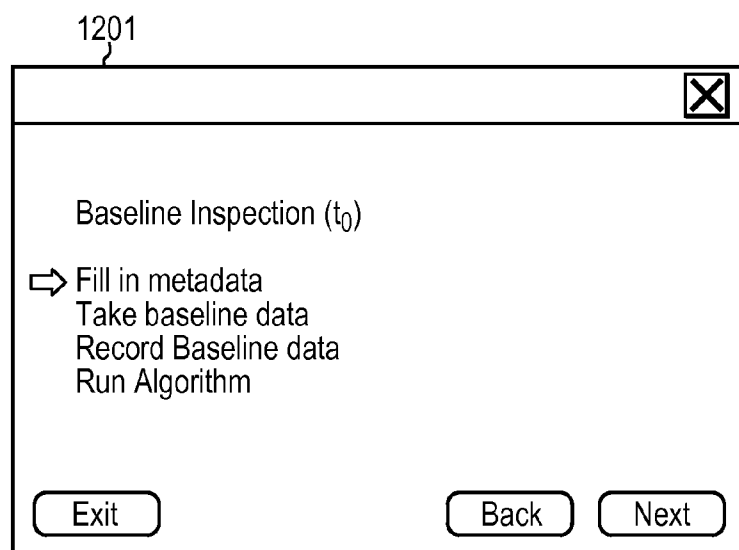 1201
Baseline Inspection (t₀)
Fill in metadata
Take baseline data
Record Baseline data
Run Algorithm
Exit Back Next